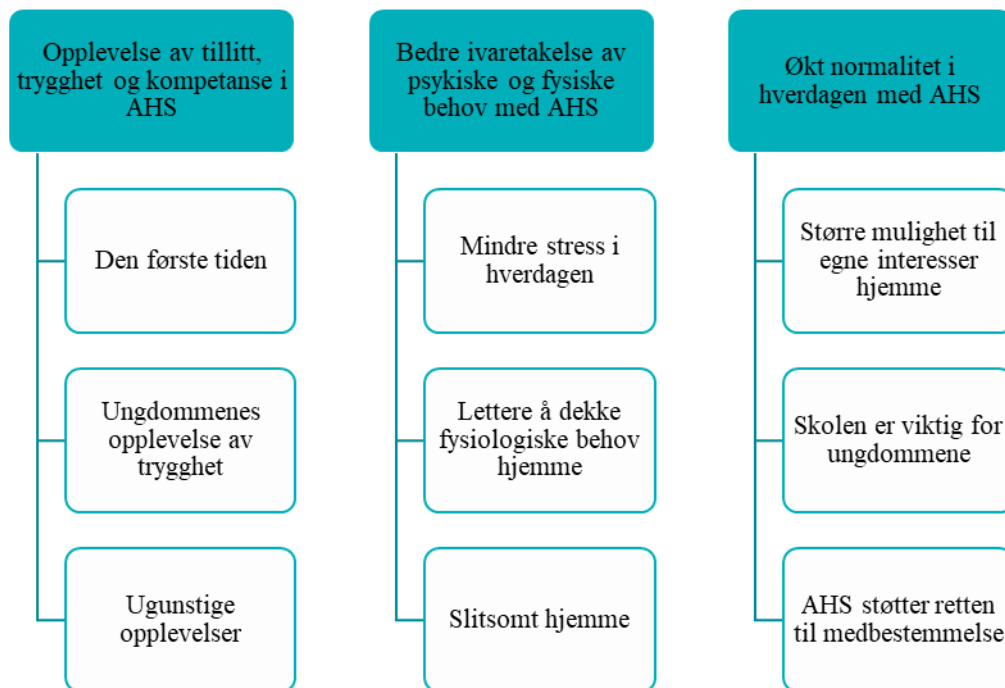 Opplevelse av tillitt,
trygghet og kompetanse i
AHS
Den første tiden
Ungdommenes
opplevelse av
trygghet
Ugunstige
opplevelser
Bedre ivaretakelse av
psykiske og fysiske
behov med AHS
Mindre stress i
hverdagen
Lettere å dekke
fysiologiske behov
hjemme
Slitsomt hjemme
Økt normalitet i
hverdagen med AHS
Større mulighet til
egne interesser
hjemme
Skolen er viktig for
ungdommene
AHS støtter retten
til medbestemmelse